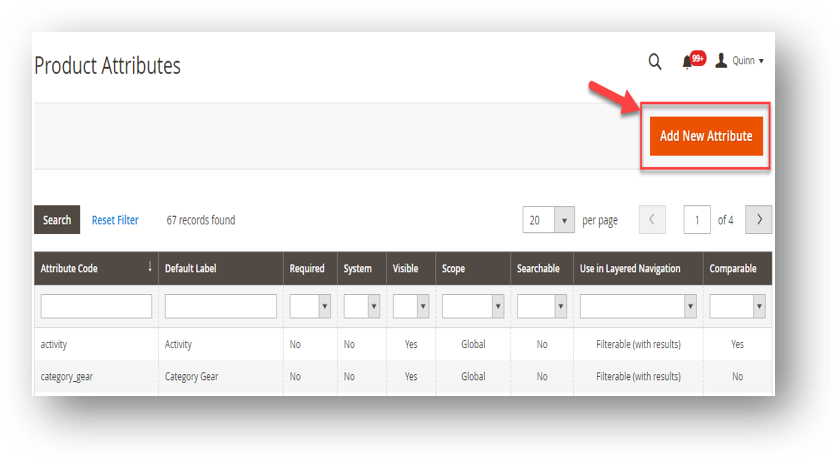 Product Attributes
99+
Quinn
Add New Attribute
Search Reset Filter 67 records found 20 per page 1 of 4
Attribute Code Default Label Required System Visible Scope Searchable Use in Layered Navigation Comparable
activity Activity No No Yes Global No Filterable (with results) Yes
category_gear Category Gear No No Yes Global No Filterable (with results) No